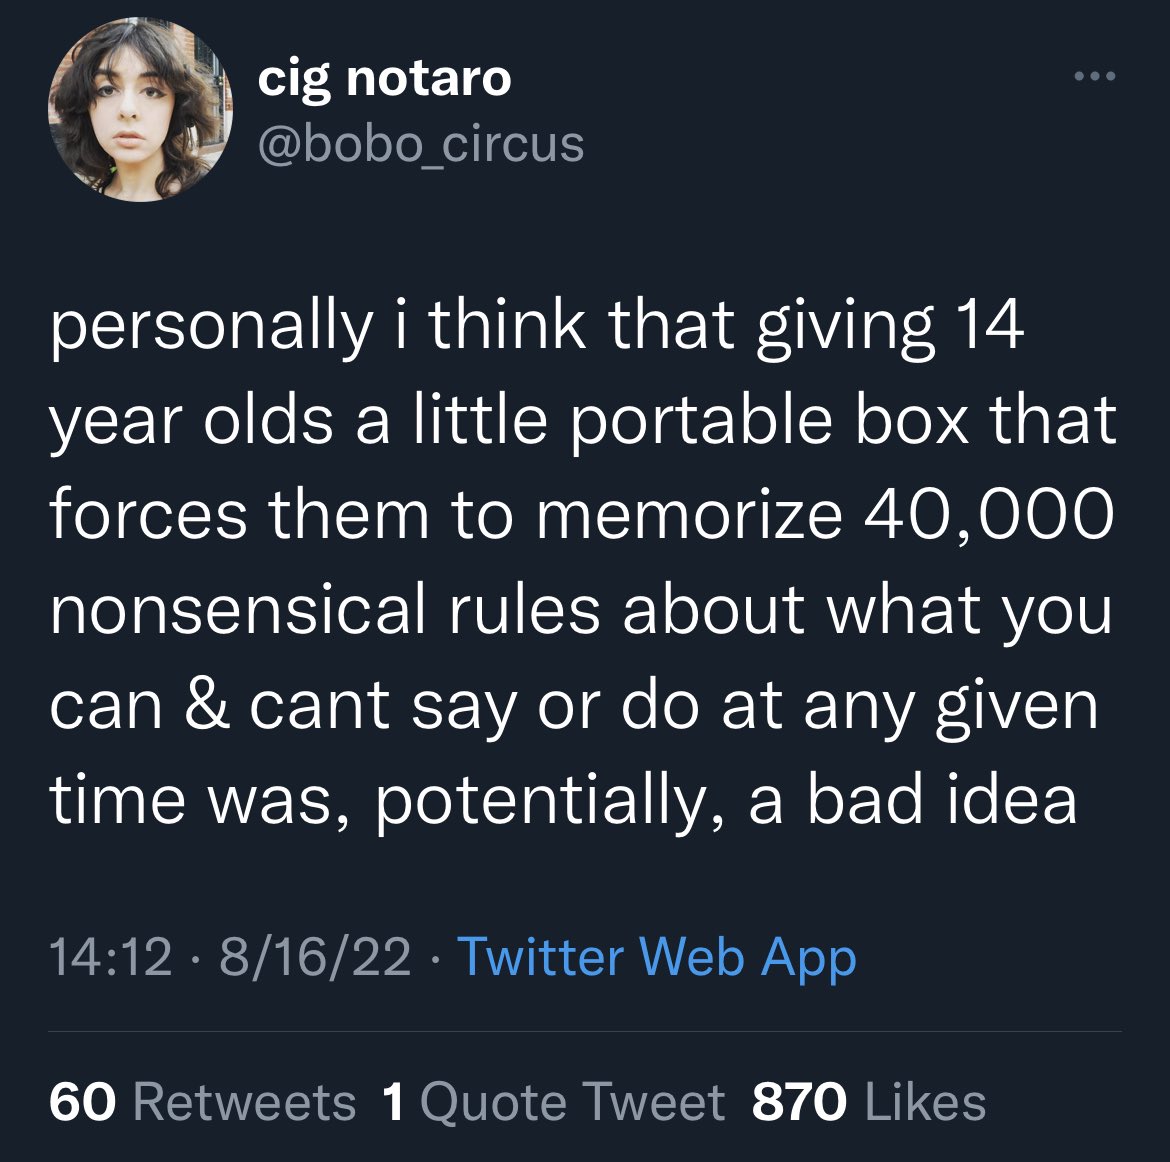 cig notaro
@bobo_circus
personally i think that giving 14
year olds a little portable box that
forces them to memorize 40,000
nonsensical rules about what you
can & cant say or do at any given
time was, potentially, a bad idea
14:12 · 8/16/22 · Twitter Web App
60 Retweets 1 Quote Tweet 870 Likes